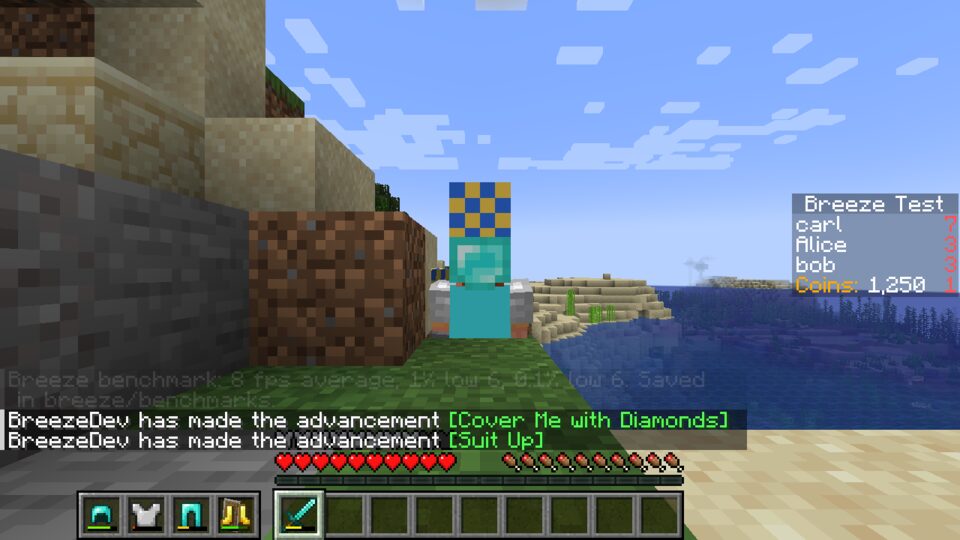 Breeze Test
carl 7
Alice 3
bob 3
Coins: 1,250 1
Breeze benchmark: 8 fps average, 1% low 6, 0.1% low 6. Saved
in breeze/benchmarks
BreezeDev has made the advancement [Cover Me with Diamonds]
BreezeDev has made the advancement [Suit Up]